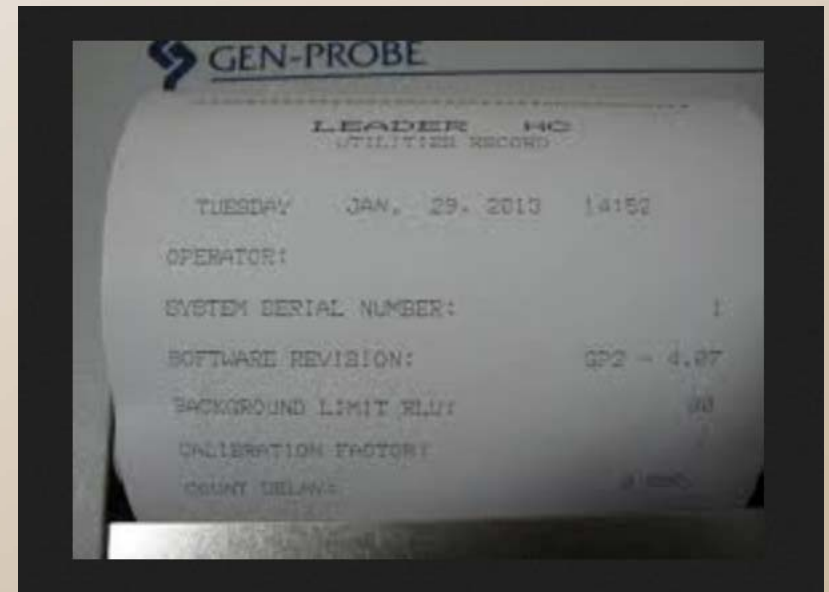 GEN-PROBE
LEADER HC
UTILITIES RECORD
TUESDAY JAN. 29. 2013 14:52
OPERATOR:
SYSTEM SERIAL NUMBER: 1
SOFTWARE REVISION: GP2 - 4.07
BACKGROUND LIMIT RLU:
CALIBRATION FACTOR:
COUNT DELAY: